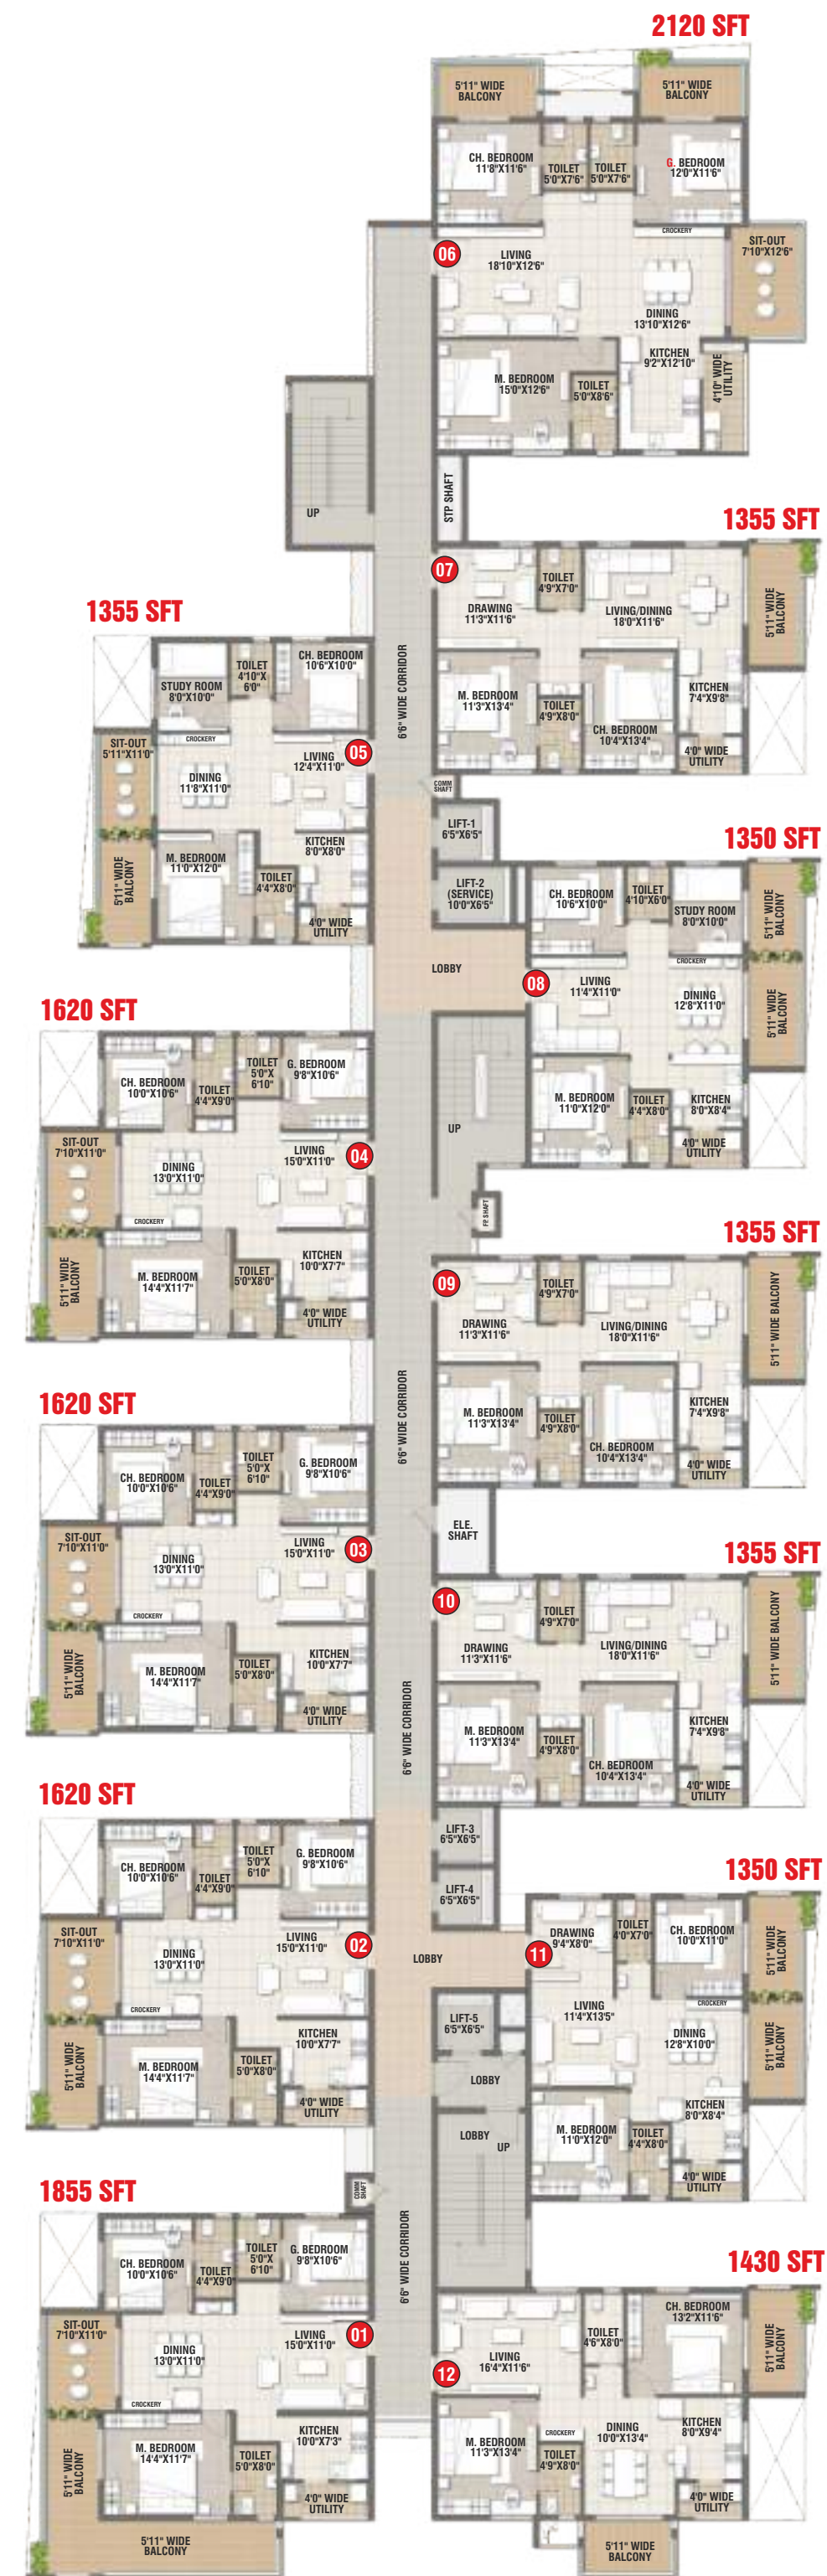 2120 SFT
5'11" WIDE
BALCONY
5'11" WIDE
BALCONY
CH. BEDROOM
11'8"X11'6"
TOILET
5'0"X7'6"
TOILET
5'0"X7'6"
G. BEDROOM
12'0"X11'6"
CROCKERY
06
LIVING
18'10"X12'6"
SIT-OUT
7'10"X12'6"
DINING
13'10"X12'6"
KITCHEN
9'2"X12'10"
4'10" WIDE
UTILITY
M. BEDROOM
15'0"X12'6"
TOILET
5'0"X8'6"
UP
STP SHAFT
1355 SFT
07
TOILET
4'9"X7'0"
DRAWING
11'3"X11'6"
LIVING/DINING
18'0"X11'6"
5'11" WIDE
BALCONY
M. BEDROOM
11'3"X13'4"
TOILET
4'9"X8'0"
CH. BEDROOM
10'4"X13'4"
KITCHEN
7'4"X9'8"
4'0" WIDE
UTILITY
6'6" WIDE CORRIDOR
1355 SFT
STUDY ROOM
8'0"X10'0"
TOILET
4'10"X
6'0"
CH. BEDROOM
10'6"X10'0"
SIT-OUT
5'11"X11'0"
CROCKERY
DINING
11'8"X11'0"
LIVING
12'4"X11'0"
05
M. BEDROOM
11'0"X12'0"
TOILET
4'4"X8'0"
KITCHEN
8'0"X8'0"
4'0" WIDE
UTILITY
5'11" WIDE
BALCONY
COMM
SHAFT
LIFT-1
6'5"X6'5"
LIFT-2
(SERVICE)
10'0"X6'5"
LOBBY
1350 SFT
CH. BEDROOM
10'6"X10'0"
TOILET
4'10"X6'0"
STUDY ROOM
8'0"X10'0"
5'11" WIDE
BALCONY
CROCKERY
08
LIVING
11'4"X11'0"
DINING
12'8"X11'0"
5'11" WIDE
BALCONY
M. BEDROOM
11'0"X12'0"
TOILET
4'4"X8'0"
KITCHEN
8'0"X8'4"
4'0" WIDE
UTILITY
UP
1620 SFT
CH. BEDROOM
10'0"X10'6"
TOILET
4'4"X9'0"
TOILET
5'0"X
6'10"
G. BEDROOM
9'8"X10'6"
SIT-OUT
7'10"X11'0"
DINING
13'0"X11'0"
LIVING
15'0"X11'0"
04
CROCKERY
M. BEDROOM
14'4"X11'7"
TOILET
5'0"X8'0"
KITCHEN
10'0"X7'7"
4'0" WIDE
UTILITY
5'11" WIDE
BALCONY
FP. SHAFT
1355 SFT
09
TOILET
4'9"X7'0"
DRAWING
11'3"X11'6"
LIVING/DINING
18'0"X11'6"
5'11" WIDE BALCONY
M. BEDROOM
11'3"X13'4"
TOILET
4'9"X8'0"
CH. BEDROOM
10'4"X13'4"
KITCHEN
7'4"X9'8"
4'0" WIDE
UTILITY
6'6" WIDE CORRIDOR
1620 SFT
CH. BEDROOM
10'0"X10'6"
TOILET
4'4"X9'0"
TOILET
5'0"X
6'10"
G. BEDROOM
9'8"X10'6"
SIT-OUT
7'10"X11'0"
DINING
13'0"X11'0"
LIVING
15'0"X11'0"
03
CROCKERY
M. BEDROOM
14'4"X11'7"
TOILET
5'0"X8'0"
KITCHEN
10'0"X7'7"
4'0" WIDE
UTILITY
5'11" WIDE
BALCONY
ELE.
SHAFT
1355 SFT
10
TOILET
4'9"X7'0"
DRAWING
11'3"X11'6"
LIVING/DINING
18'0"X11'6"
5'11" WIDE BALCONY
M. BEDROOM
11'3"X13'4"
TOILET
4'9"X8'0"
CH. BEDROOM
10'4"X13'4"
KITCHEN
7'4"X9'8"
4'0" WIDE
UTILITY
6'6" WIDE CORRIDOR
1620 SFT
CH. BEDROOM
10'0"X10'6"
TOILET
4'4"X9'0"
TOILET
5'0"X
6'10"
G. BEDROOM
9'8"X10'6"
SIT-OUT
7'10"X11'0"
DINING
13'0"X11'0"
LIVING
15'0"X11'0"
02
CROCKERY
M. BEDROOM
14'4"X11'7"
TOILET
5'0"X8'0"
KITCHEN
10'0"X7'7"
4'0" WIDE
UTILITY
5'11" WIDE
BALCONY
LIFT-3
6'5"X6'5"
LIFT-4
6'5"X6'5"
LOBBY
LIFT-5
6'5"X6'5"
LOBBY
LOBBY
UP
1350 SFT
DRAWING
9'4"X8'0"
11
TOILET
4'0"X7'0"
CH. BEDROOM
10'0"X11'0"
5'11" WIDE
BALCONY
CROCKERY
LIVING
11'4"X13'5"
DINING
12'8"X10'0"
5'11" WIDE
BALCONY
M. BEDROOM
11'0"X12'0"
TOILET
4'4"X8'0"
KITCHEN
8'0"X8'4"
4'0" WIDE
UTILITY
COMM
SHAFT
6'6" WIDE CORRIDOR
1855 SFT
CH. BEDROOM
10'0"X10'6"
TOILET
4'4"X9'0"
TOILET
5'0"X
6'10"
G. BEDROOM
9'8"X10'6"
SIT-OUT
7'10"X11'0"
DINING
13'0"X11'0"
LIVING
15'0"X11'0"
01
CROCKERY
M. BEDROOM
14'4"X11'7"
TOILET
5'0"X8'0"
KITCHEN
10'0"X7'3"
4'0" WIDE
UTILITY
5'11" WIDE
BALCONY
5'11" WIDE
BALCONY
1430 SFT
CH. BEDROOM
13'2"X11'6"
TOILET
4'6"X8'0"
LIVING
16'4"X11'6"
12
5'11" WIDE
BALCONY
M. BEDROOM
11'3"X13'4"
CROCKERY
TOILET
4'9"X8'0"
DINING
10'0"X13'4"
KITCHEN
8'0"X9'4"
4'0" WIDE
UTILITY
5'11" WIDE
BALCONY